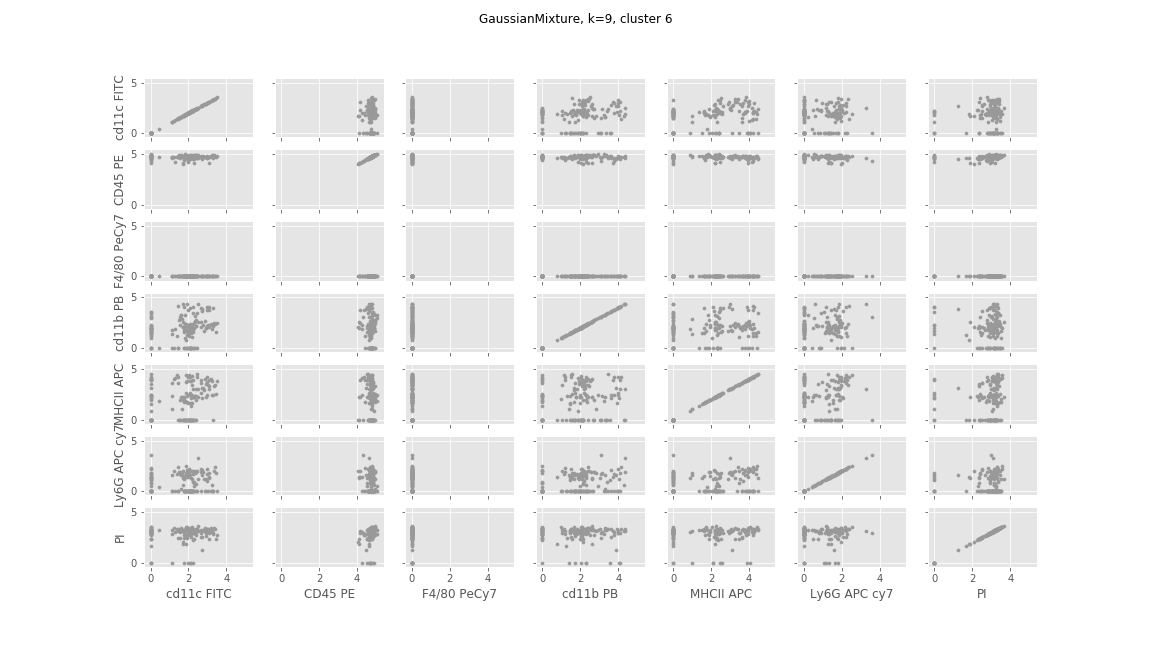 GaussianMixture, k=9, cluster 6
cd11c FITC
5
0
CD45 PE
5
0
F4/80 PeCy7
5
0
cd11b PB
5
0
MHCII APC
5
0
Ly6G APC cy7
5
0
PI
5
0
0 2 4 0 2 4 0 2 4 0 2 4 0 2 4 0 2 4 0 2 4
cd11c FITC CD45 PE F4/80 PeCy7 cd11b PB MHCII APC Ly6G APC cy7 PI